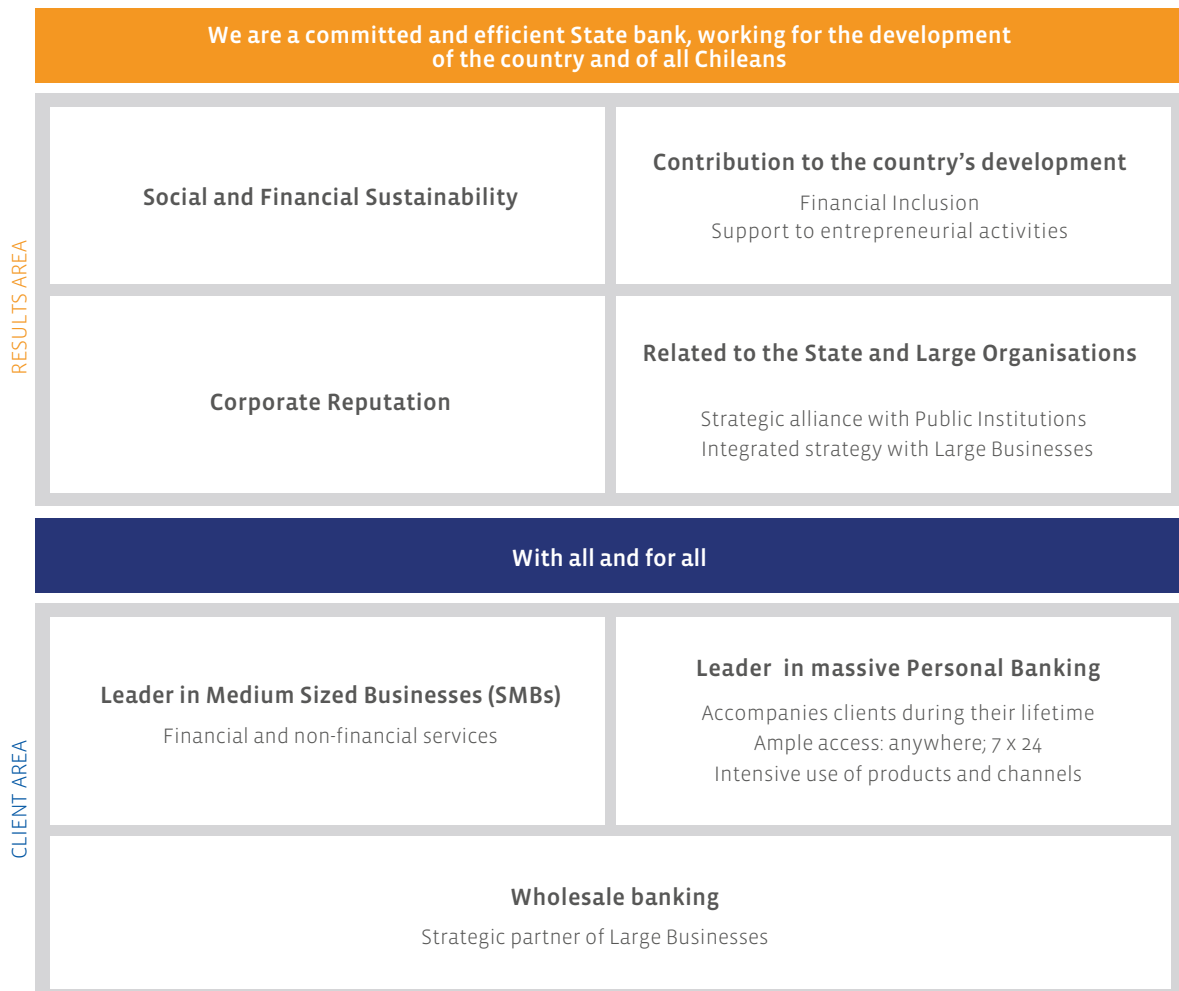 We are a committed and efficient State bank, working for the development
of the country and of all Chileans
RESULTS AREA
Social and Financial Sustainability
Contribution to the country's development
Financial Inclusion
Support to entrepreneurial activities
Corporate Reputation
Related to the State and Large Organisations
Strategic alliance with Public Institutions
Integrated strategy with Large Businesses
With all and for all
CLIENT AREA
Leader in Medium Sized Businesses (SMBs)
Financial and non-financial services
Leader in massive Personal Banking
Accompanies clients during their lifetime
Ample access: anywhere; 7 x 24
Intensive use of products and channels
Wholesale banking
Strategic partner of Large Businesses